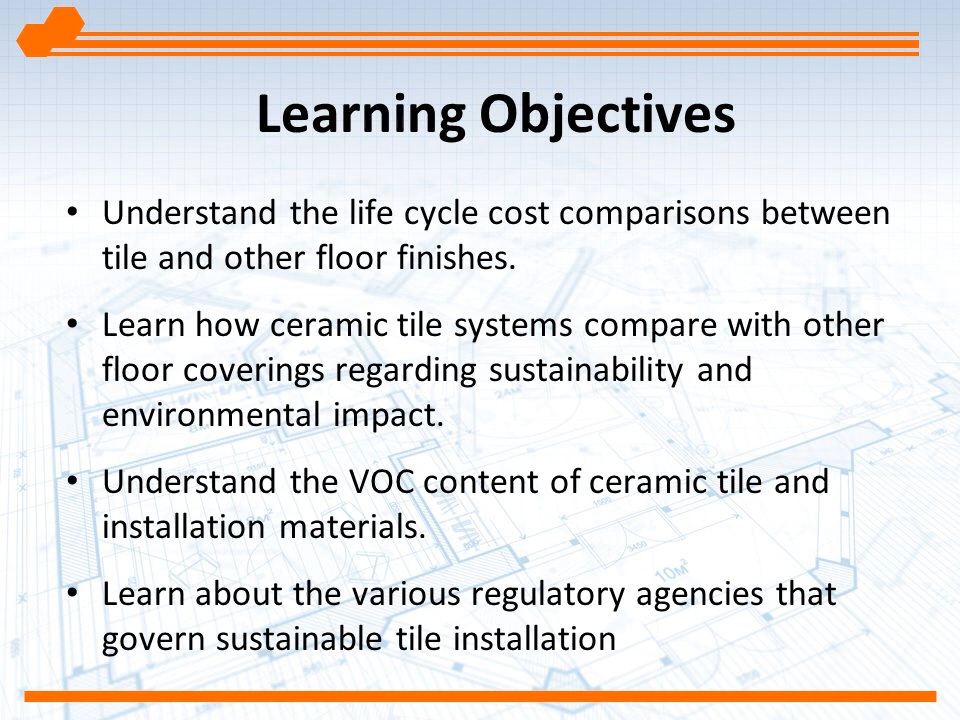 Learning Objectives
• Understand the life cycle cost comparisons between
tile and other floor finishes.
• Learn how ceramic tile systems compare with other
floor coverings regarding sustainability and
environmental impact.
• Understand the VOC content of ceramic tile and
installation materials.
• Learn about the various regulatory agencies that
govern sustainable tile installation
10м²